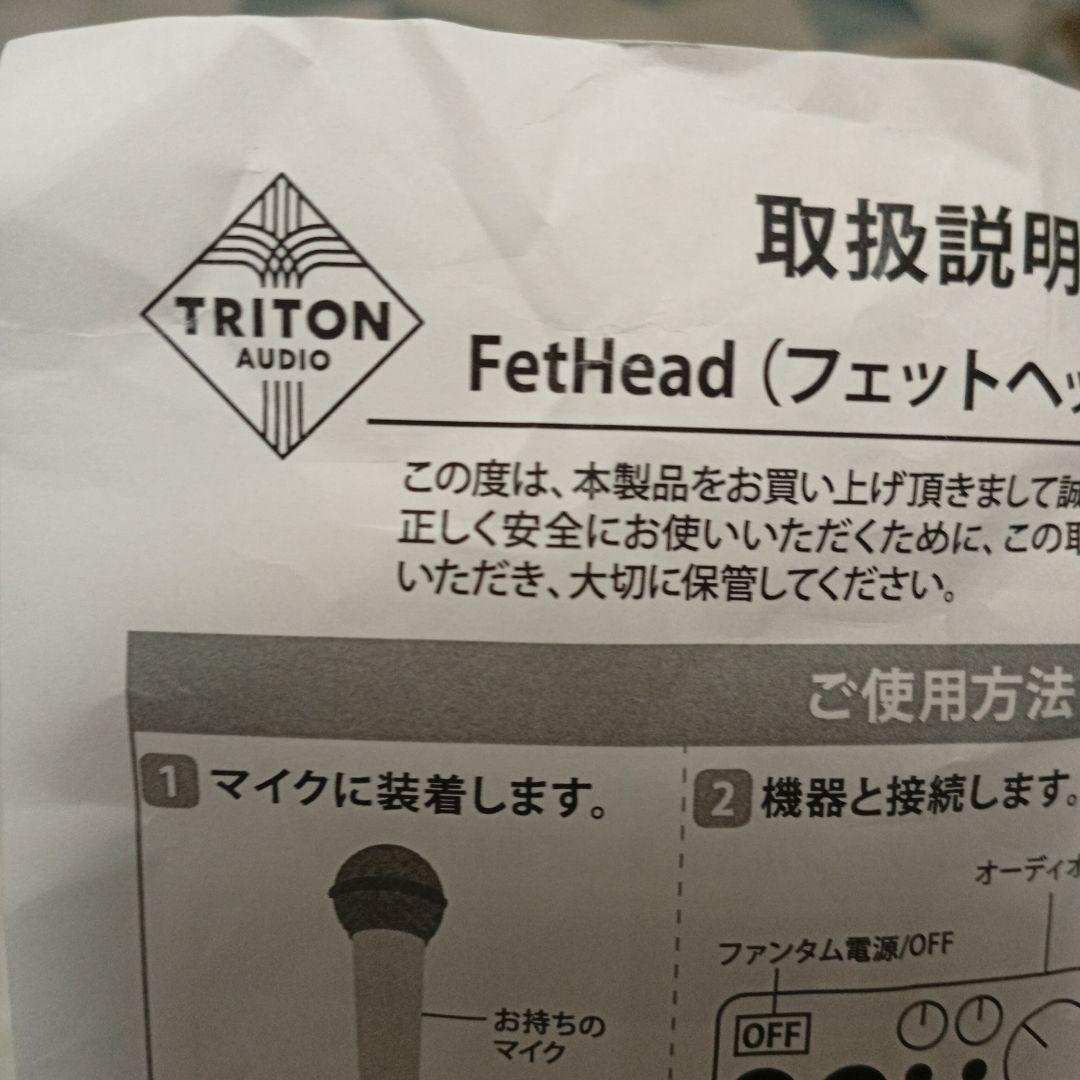 TRITON
AUDIO
取扱説明
FetHead（フェットヘッ
この度は、本製品をお買い上げ頂きまして誠
正しく安全にお使いいただくために、この取
いただき、大切に保管してください。
ご使用方法
1 マイクに装着します。
2 機器と接続します。
オーディオ
ファンタム電源/OFF
OFF
お持ちの
マイク